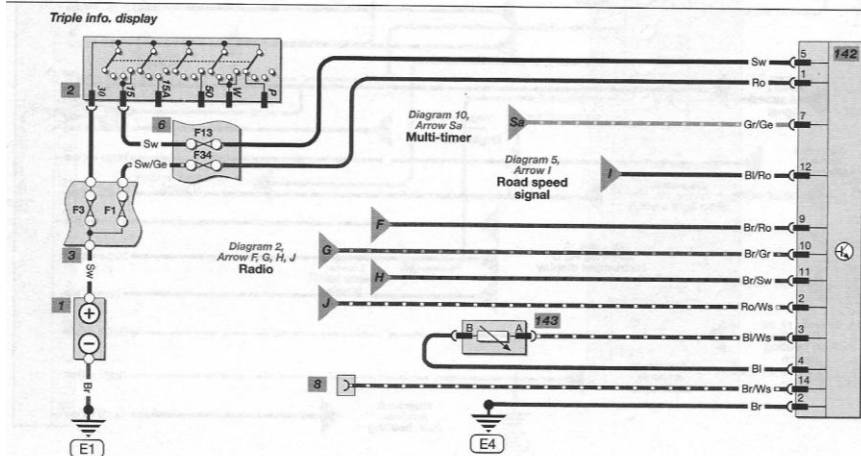 Triple info. display
2
30
15
15A
50
W
P
6
F13
Sw
F34
Sw/Ge
F3
F1
3
Sw
1
Br
E1
Diagram 10,
Arrow Sa
Multi-timer
Sa
Diagram 5,
Arrow I
Road speed
signal
I
Diagram 2,
Arrow F, G, H, J
Radio
F
G
H
J
B
A
143
8
E4
142
Sw 5
Ro 1
Gr/Ge 7
Bl/Ro 12
Br/Ro 9
Br/Gr 10
Br/Sw 11
Ro/Ws 2
Bl/Ws 3
Bl 4
Br/Ws 14
Br 2